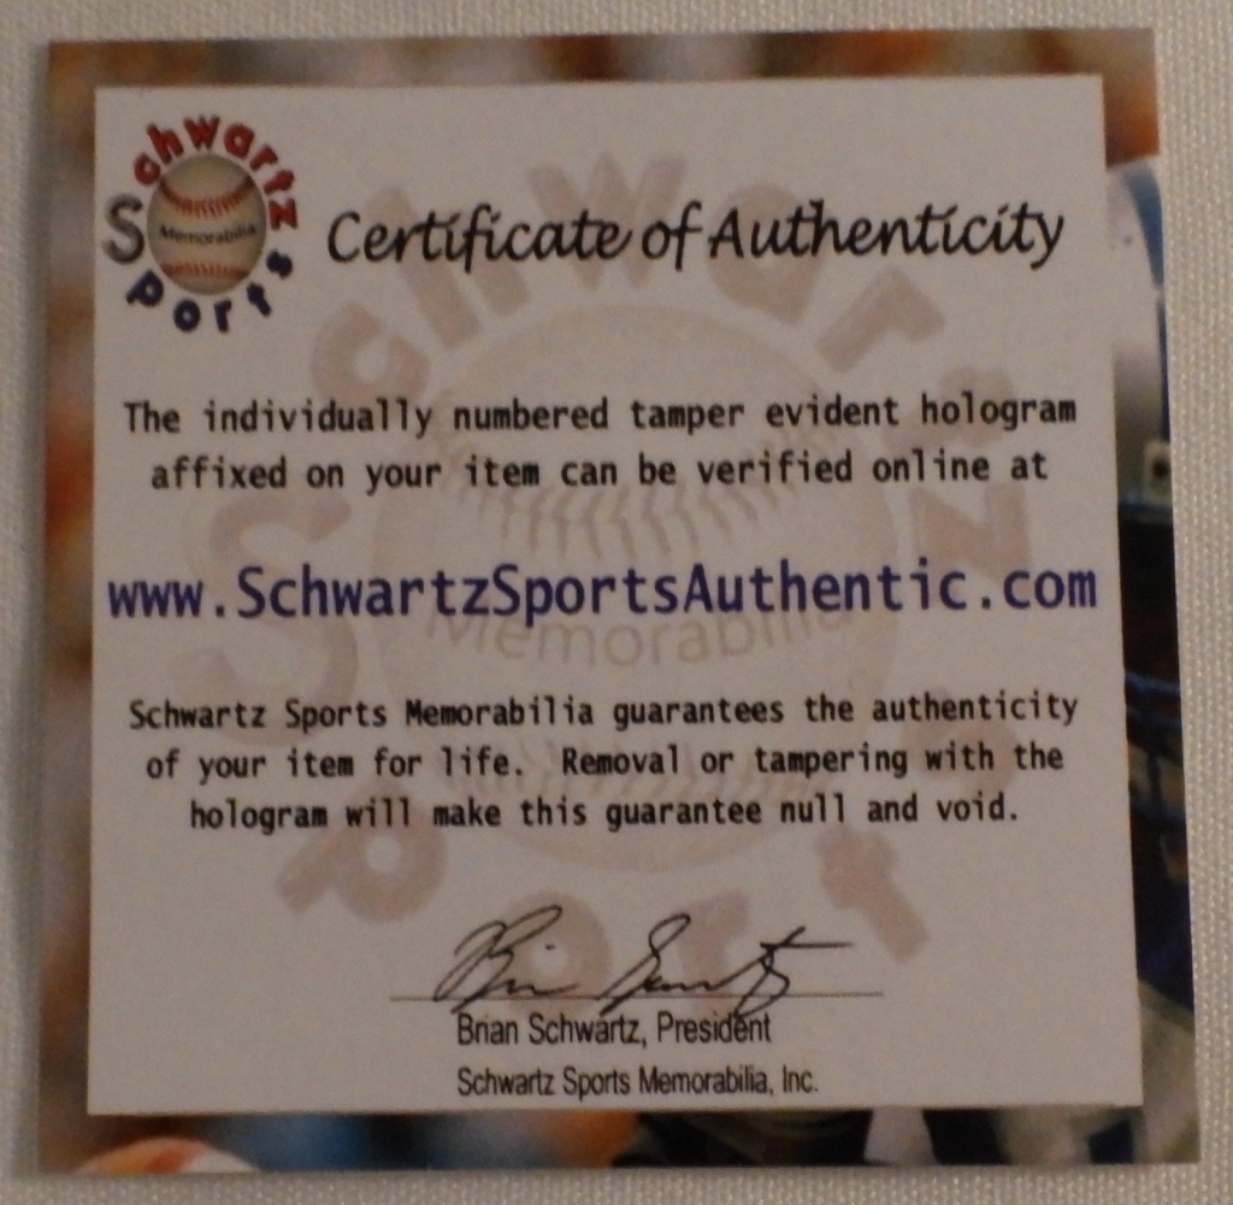 Schwartz
Sports
Memorabilia
Certificate of Authenticity
The individually numbered tamper evident hologram
affixed on your item can be verified online at
www.SchwartzSportsAuthentic.com
Schwartz Sports Memorabilia guarantees the authenticity
of your item for life. Removal or tampering with the
hologram will make this guarantee null and void.
Brian Schwartz
Brian Schwartz, President
Schwartz Sports Memorabilia, Inc.